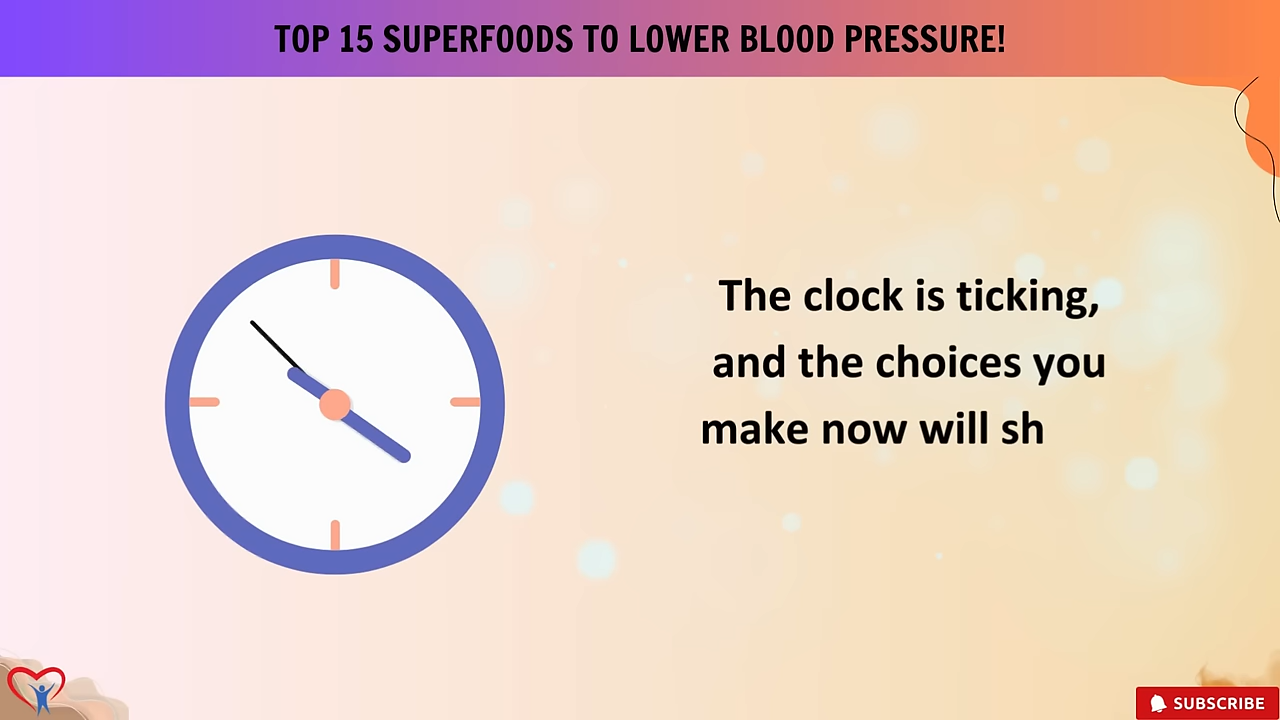 TOP 15 SUPERFOODS TO LOWER BLOOD PRESSURE!
The clock is ticking,
and the choices you
make now will sh
SUBSCRIBE